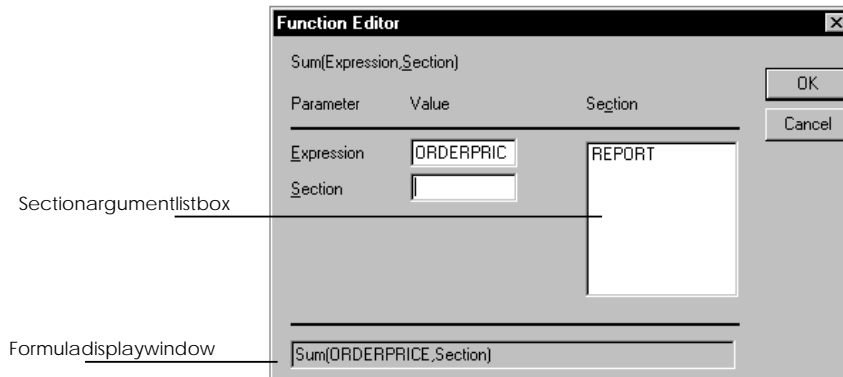 Function Editor
Sum(Expression,Section)
OK
Parameter Value Section
Cancel
Expression ORDERPRIC REPORT
Section
Sectionargumentlistbox
Formuladisplaywindow
Sum(ORDERPRICE,Section)